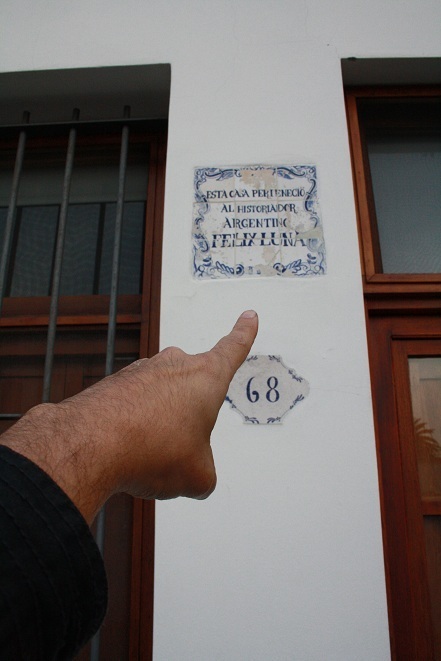 ESTA CASA PERTENECIÓ
AL HISTORIADOR
ARGENTINO
FELIX LUNA
68